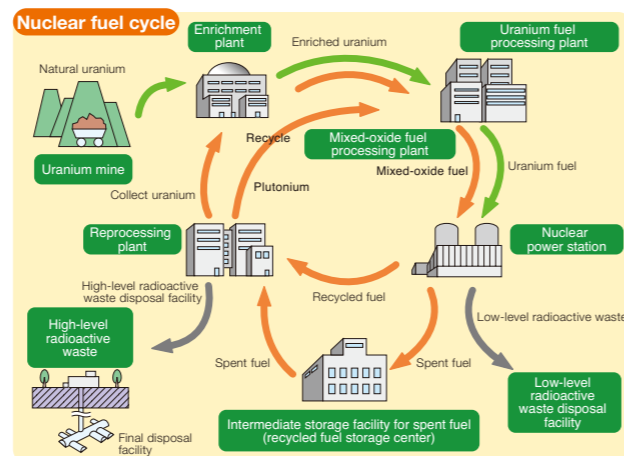 Nuclear fuel cycle
Enrichment
plant
Enriched uranium
Uranium fuel
processing plant
Natural uranium
Recycle
Mixed-oxide fuel
processing plant
Uranium mine
Mixed-oxide fuel
Uranium fuel
Collect uranium
Plutonium
Reprocessing
plant
Nuclear
power station
High-level radioactive
waste disposal facility
Recycled fuel
High-level
radioactive
waste
Low-level radioactive waste
Spent fuel
Spent fuel
Low-level
radioactive
waste disposal
facility
Intermediate storage facility for spent fuel
(recycled fuel storage center)
Final disposal
facility